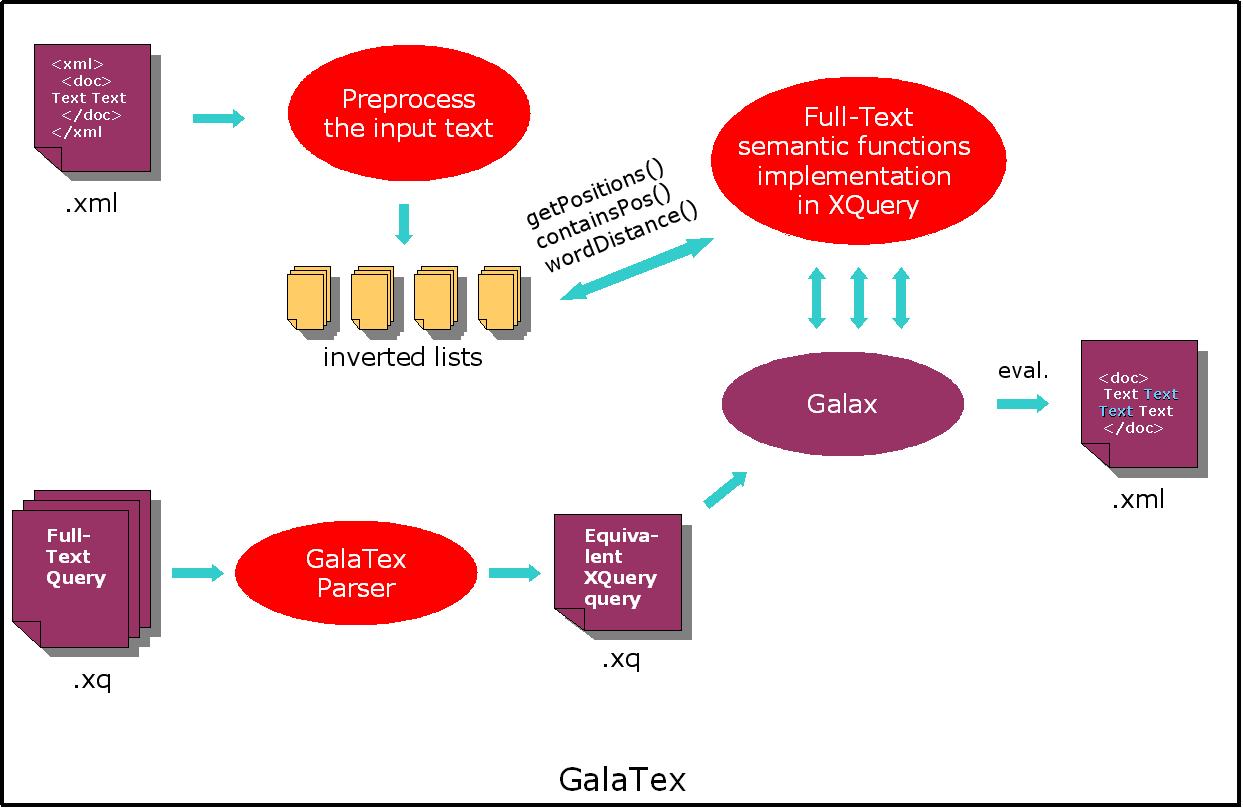 <xml>
<doc>
Text Text
</doc>
</xml
.xml
Preprocess
the input text
inverted lists
getPositions()
containsPos()
wordDistance()
Full-Text
semantic functions
implementation
in XQuery
Galax
eval.
<doc>
Text Text
Text Text
</doc>
.xml
Full-
Text
Query
.xq
GalaTex
Parser
Equiva-
lent
XQuery
query
.xq
GalaTex